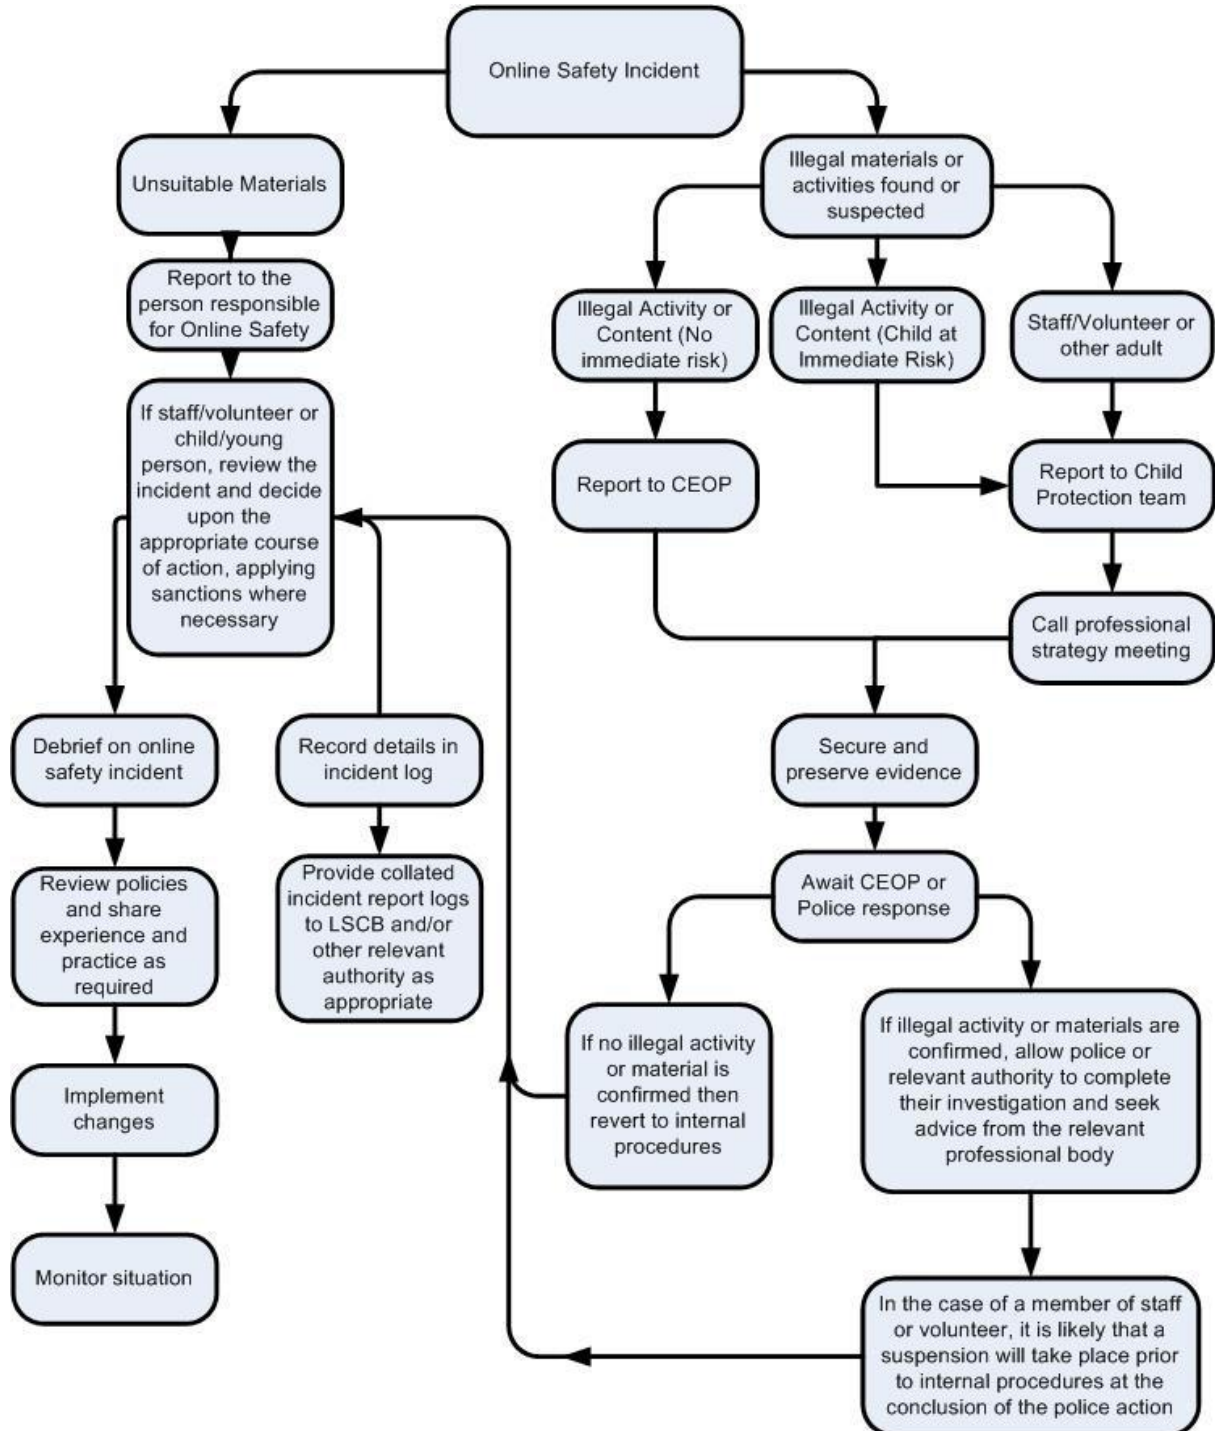 Online Safety Incident
Unsuitable Materials
Illegal materials or
activities found or
suspected
Report to the
person responsible
for Online Safety
Illegal Activity or
Content (No
immediate risk)
Illegal Activity or
Content (Child at
Immediate Risk)
Staff/Volunteer or
other adult
If staff/volunteer or
child/young
person, review the
incident and decide
upon the
appropriate course
of action, applying
sanctions where
necessary
Report to CEOP
Report to Child
Protection team
Call professional
strategy meeting
Debrief on online
safety incident
Record details in
incident log
Secure and
preserve evidence
Review policies
and share
experience and
practice as
required
Provide collated
incident report logs
to LSCB and/or
other relevant
authority as
appropriate
Await CEOP or
Police response
If no illegal activity
or material is
confirmed then
revert to internal
procedures
If illegal activity or materials are
confirmed, allow police or
relevant authority to complete
their investigation and seek
advice from the relevant
professional body
Implement
changes
Monitor situation
In the case of a member of staff
or volunteer, it is likely that a
suspension will take place prior
to internal procedures at the
conclusion of the police action